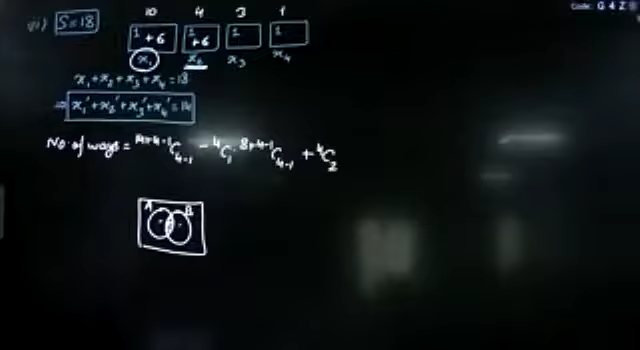 Code: G 4 Z
S=18
10 4 3 1
1 +6 1 +6 1 1
x₁ x₂ x₃ x₄
x₁+x₂+x₃+x₄=18
⇒ x₁'+x₂'+x₃'+x₄'=14
No of ways = ¹⁴⁺⁴⁻¹C₄₋₁ - ⁴C₁ ⁸⁺⁴⁻¹C₄₋₁ + ⁴C₂
A B